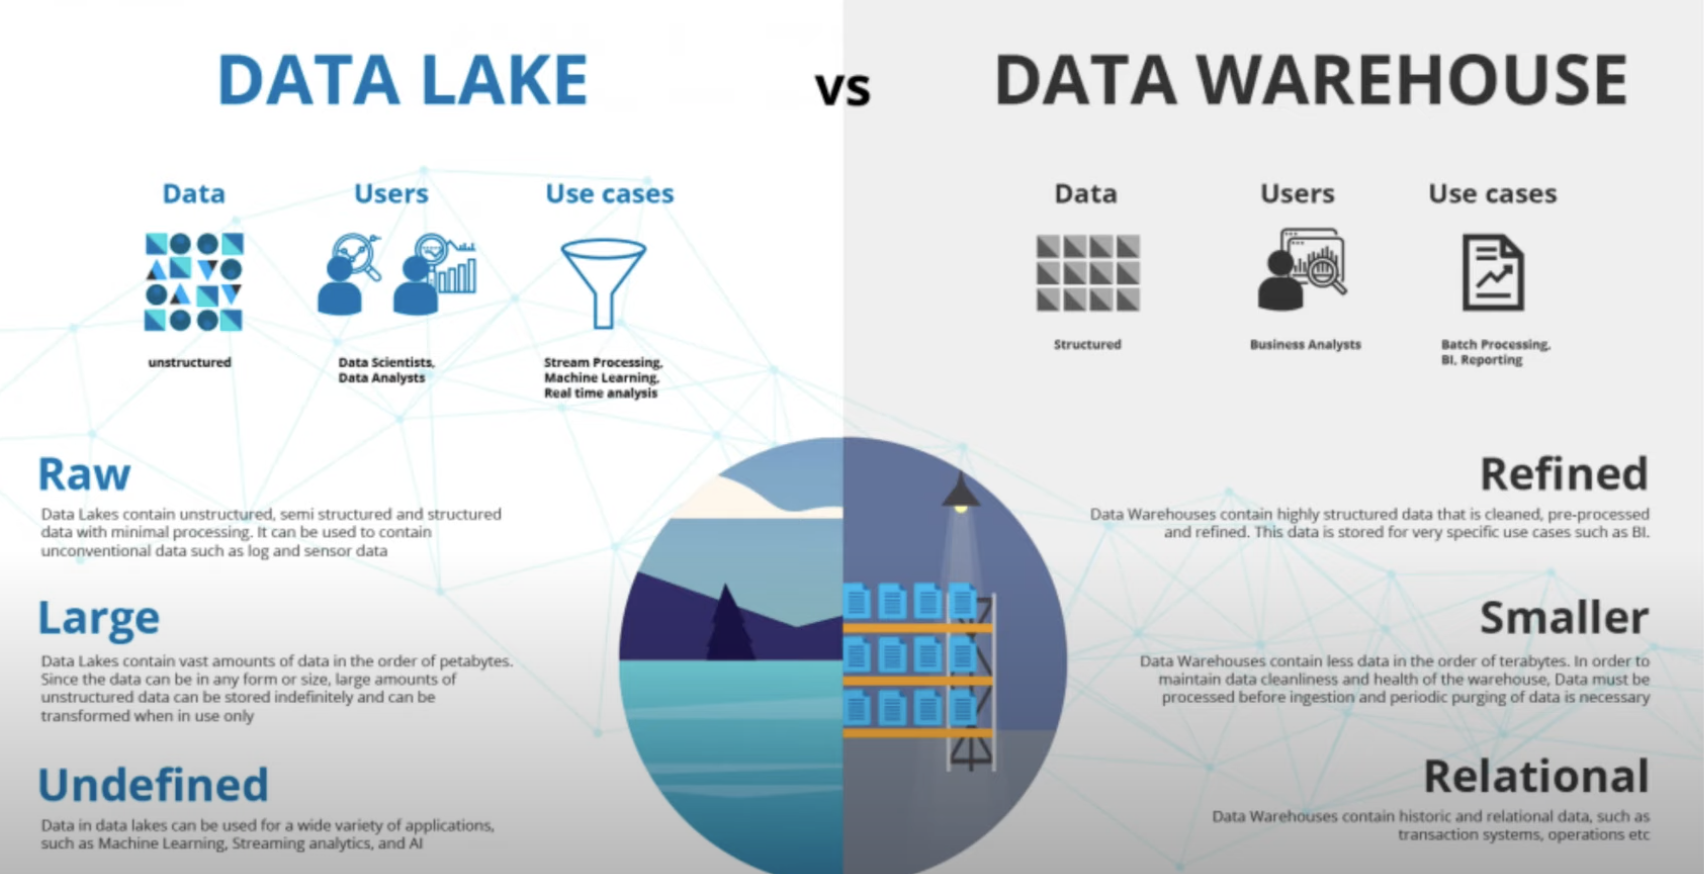 DATA LAKE
vs
DATA WAREHOUSE
Data
Users
Use cases
unstructured
Data Scientists,
Data Analysts
Stream Processing,
Machine Learning,
Real time analysis
Data
Users
Use cases
Structured
Business Analysts
Batch Processing,
BI, Reporting
Raw
Data Lakes contain unstructured, semi structured and structured
data with minimal processing. It can be used to contain
unconventional data such as log and sensor data
Large
Data Lakes contain vast amounts of data in the order of petabytes.
Since the data can be in any form or size, large amounts of
unstructured data can be stored indefinitely and can be
transformed when in use only
Undefined
Data in data lakes can be used for a wide variety of applications,
such as Machine Learning, Streaming analytics, and AI
Refined
Data Warehouses contain highly structured data that is cleaned, pre-processed
and refined. This data is stored for very specific use cases such as BI.
Smaller
Data Warehouses contain less data in the order of terabytes. In order to
maintain data cleanliness and health of the warehouse, Data must be
processed before ingestion and periodic purging of data is necessary
Relational
Data Warehouses contain historic and relational data, such as
transaction systems, operations etc